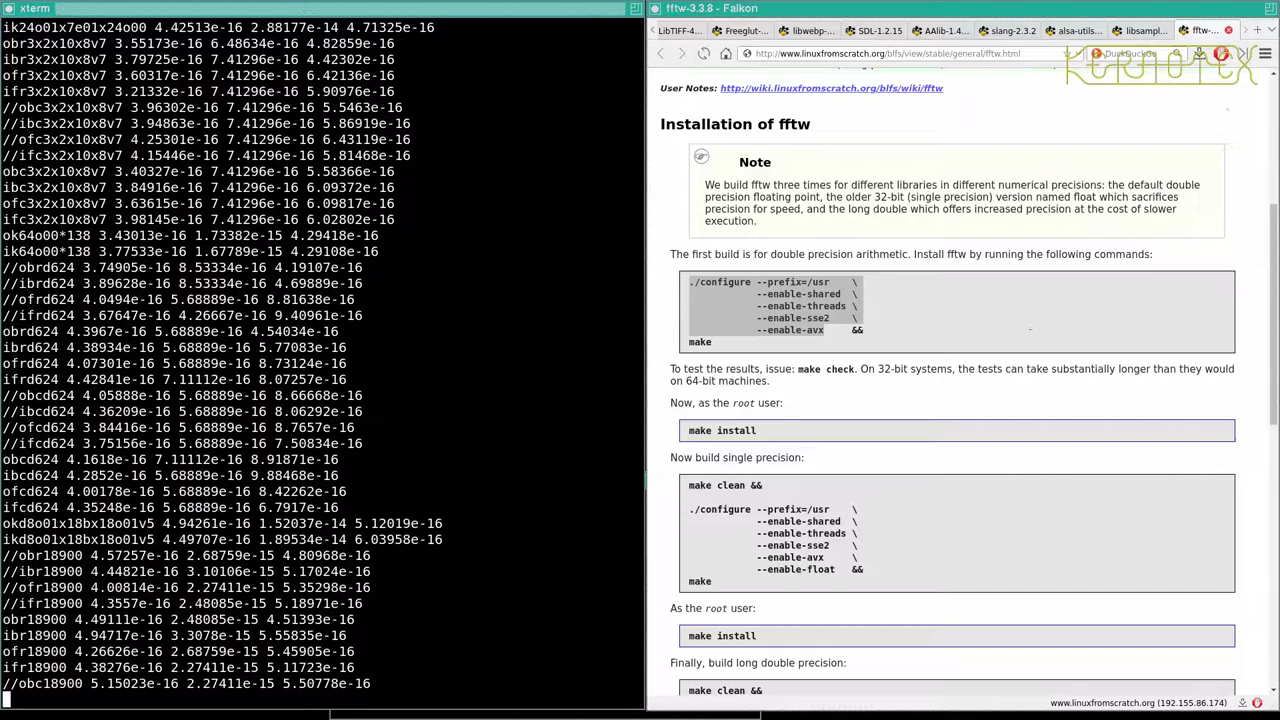 xterm
ik24o01x7e01x24o00 4.42513e-16 2.88177e-14 4.71325e-16
obr3x2x10x8v7 3.55173e-16 6.48634e-16 4.82859e-16
ibr3x2x10x8v7 3.79725e-16 7.41296e-16 4.42302e-16
ofr3x2x10x8v7 3.60317e-16 7.41296e-16 6.42136e-16
ifr3x2x10x8v7 3.21332e-16 7.41296e-16 5.90976e-16
//obc3x2x10x8v7 3.96302e-16 7.41296e-16 5.5463e-16
//ibc3x2x10x8v7 3.94863e-16 7.41296e-16 5.86919e-16
//ofc3x2x10x8v7 4.25301e-16 7.41296e-16 6.43119e-16
//ifc3x2x10x8v7 4.15446e-16 7.41296e-16 5.81468e-16
obc3x2x10x8v7 3.40327e-16 7.41296e-16 5.58366e-16
ibc3x2x10x8v7 3.84916e-16 7.41296e-16 6.09372e-16
ofc3x2x10x8v7 3.63615e-16 7.41296e-16 6.09817e-16
ifc3x2x10x8v7 3.98145e-16 7.41296e-16 6.02802e-16
ok64o00*138 3.43013e-16 1.73382e-15 4.29418e-16
ik64o00*138 3.77533e-16 1.67789e-15 4.29108e-16
//obrd624 3.74905e-16 8.53334e-16 4.19107e-16
//ibrd624 3.89628e-16 8.53334e-16 4.69889e-16
//ofrd624 4.0494e-16 5.68889e-16 8.81638e-16
//ifrd624 3.67647e-16 4.26667e-16 9.40961e-16
obrd624 4.3967e-16 5.68889e-16 4.54034e-16
ibrd624 4.38934e-16 5.68889e-16 5.77083e-16
ofrd624 4.07301e-16 5.68889e-16 8.73124e-16
ifrd624 4.42841e-16 7.11112e-16 8.07257e-16
//obcd624 4.05888e-16 5.68889e-16 8.66668e-16
//ibcd624 4.36209e-16 5.68889e-16 8.06292e-16
//ofcd624 3.84416e-16 5.68889e-16 8.7657e-16
//ifcd624 3.75156e-16 5.68889e-16 7.50834e-16
obcd624 4.1618e-16 7.11112e-16 8.91871e-16
ibcd624 4.2852e-16 5.68889e-16 9.88468e-16
ofcd624 4.00178e-16 5.68889e-16 8.42262e-16
ifcd624 4.35248e-16 5.68889e-16 6.7917e-16
okd8o01x18bx18o01v5 4.94261e-16 1.52037e-14 5.12019e-16
ikd8o01x18bx18o01v5 4.49707e-16 1.89534e-14 6.03958e-16
//obr18900 4.57257e-16 2.68759e-15 4.80968e-16
//ibr18900 4.44821e-16 3.10106e-15 5.17024e-16
//ofr18900 4.00814e-16 2.27411e-15 5.35298e-16
//ifr18900 4.3557e-16 2.48085e-15 5.18971e-16
obr18900 4.49111e-16 2.48085e-15 4.51393e-16
ibr18900 4.94717e-16 3.3078e-15 5.55835e-16
ofr18900 4.26626e-16 2.68759e-15 5.45905e-16
ifr18900 4.38276e-16 2.27411e-15 5.11723e-16
//obc18900 5.15023e-16 2.27411e-15 5.50778e-16
fftw-3.3.8 - Falkon
LibTIFF-4... Freeglut-... libwebp-... SDL-1.2.15 AAlib-1.4... slang-2.3.2 alsa-utils... libsampl... fftw-...
http://www.linuxfromscratch.org/blfs/view/stable/general/fftw.html DuckDuckGo
KERNOTEX
User Notes: http://wiki.linuxfromscratch.org/blfs/wiki/fftw
Installation of fftw
Note
We build fftw three times for different libraries in different numerical precisions: the default double
precision floating point, the older 32-bit (single precision) version named float which sacrifices
precision for speed, and the long double which offers increased precision at the cost of slower
execution.
The first build is for double precision arithmetic. Install fftw by running the following commands:
./configure --prefix=/usr \
--enable-shared \
--enable-threads \
--enable-sse2 \
--enable-avx &&
make
To test the results, issue: make check. On 32-bit systems, the tests can take substantially longer than they would
on 64-bit machines.
Now, as the root user:
make install
Now build single precision:
make clean &&
./configure --prefix=/usr \
--enable-shared \
--enable-threads \
--enable-sse2 \
--enable-avx \
--enable-float &&
make
As the root user:
make install
Finally, build long double precision:
make clean &&
www.linuxfromscratch.org (192.155.86.174)